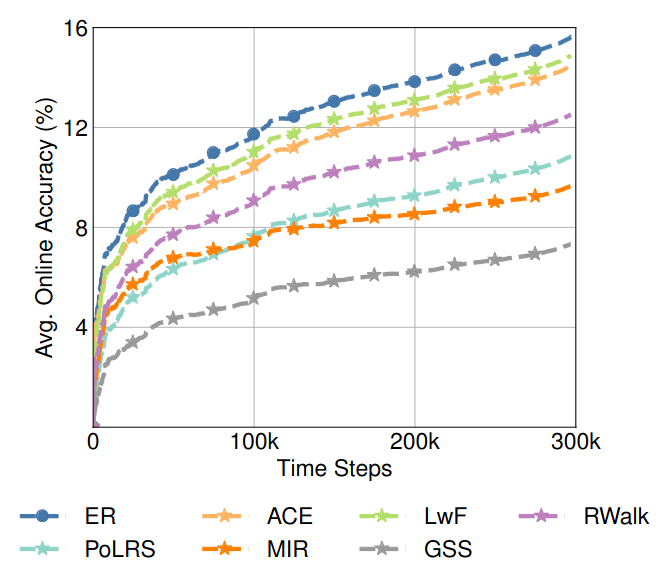 16
12
8
4
Avg. Online Accuracy (%)
0 100k 200k 300k
Time Steps
ER ACE LwF RWalk
PoLRS MIR GSS